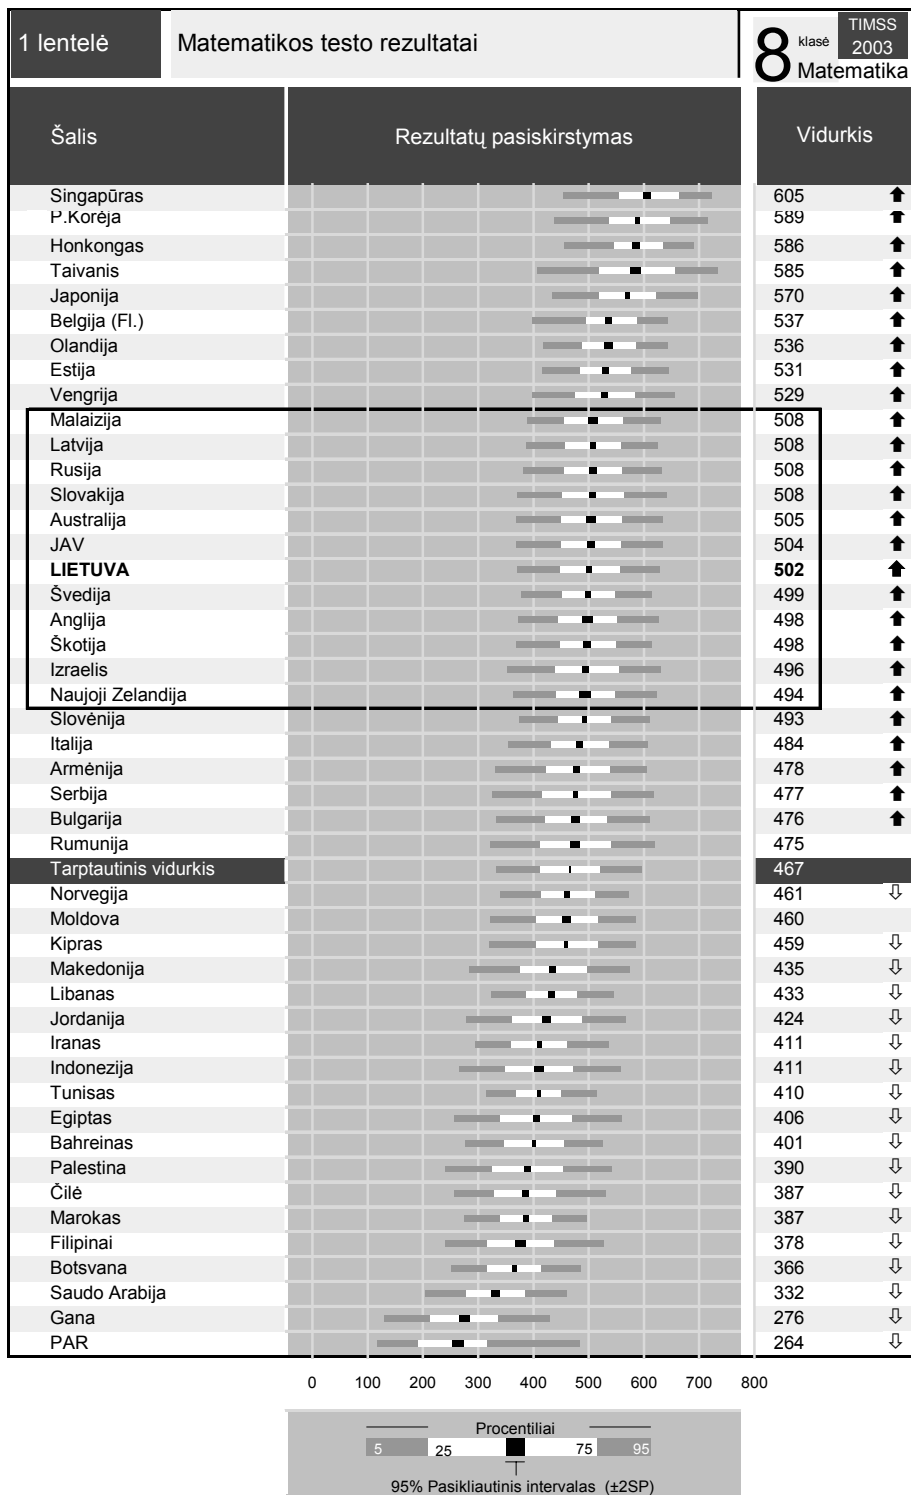 1 lentelė Matematikos testo rezultatai 8 klasė TIMSS 2003 Matematika
Šalis Rezultatų pasiskirstymas Vidurkis
Singapūras 605
P.Korėja 589
Honkongas 586
Taivanis 585
Japonija 570
Belgija (Fl.) 537
Olandija 536
Estija 531
Vengrija 529
Malaizija 508
Latvija 508
Rusija 508
Slovakija 508
Australija 505
JAV 504
LIETUVA 502
Švedija 499
Anglija 498
Škotija 498
Izraelis 496
Naujoji Zelandija 494
Slovėnija 493
Italija 484
Armėnija 478
Serbija 477
Bulgarija 476
Rumunija 475
Tarptautinis vidurkis 467
Norvegija 461
Moldova 460
Kipras 459
Makedonija 435
Libanas 433
Jordanija 424
Iranas 411
Indonezija 411
Tunisas 410
Egiptas 406
Bahreinas 401
Palestina 390
Čilė 387
Marokas 387
Filipinai 378
Botsvana 366
Saudo Arabija 332
Gana 276
PAR 264
0 100 200 300 400 500 600 700 800
Procentiliai
5 25 75 95
95% Pasikliautinis intervalas (±2SP)